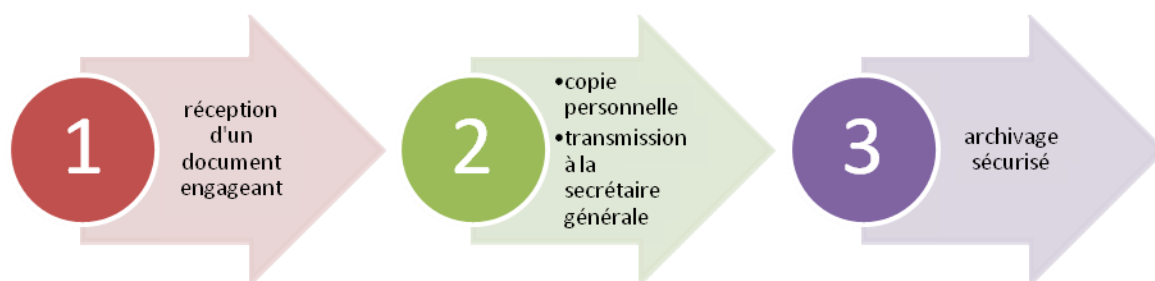 1
réception
d'un
document
engageant
2
•copie
personnelle
•transmission
à la
secrétaire
générale
3
archivage
sécurisé